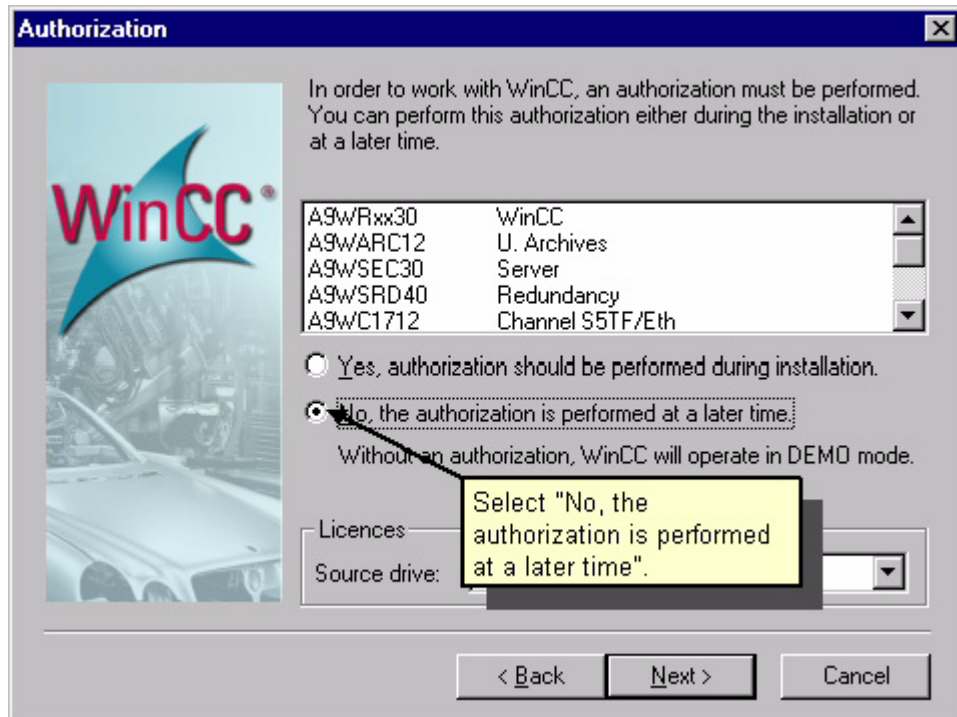 Authorization
In order to work with WinCC, an authorization must be performed.
You can perform this authorization either during the installation or
at a later time.
WinCC®
A9WRxx30 WinCC
A9WARC12 U. Archives
A9WSEC30 Server
A9WSRD40 Redundancy
A9WC1712 Channel S5TF/Eth
Yes, authorization should be performed during installation.
No, the authorization is performed at a later time.
Without an authorization, WinCC will operate in DEMO mode.
Select "No, the
authorization is performed
at a later time".
Licences
Source drive:
< Back Next > Cancel